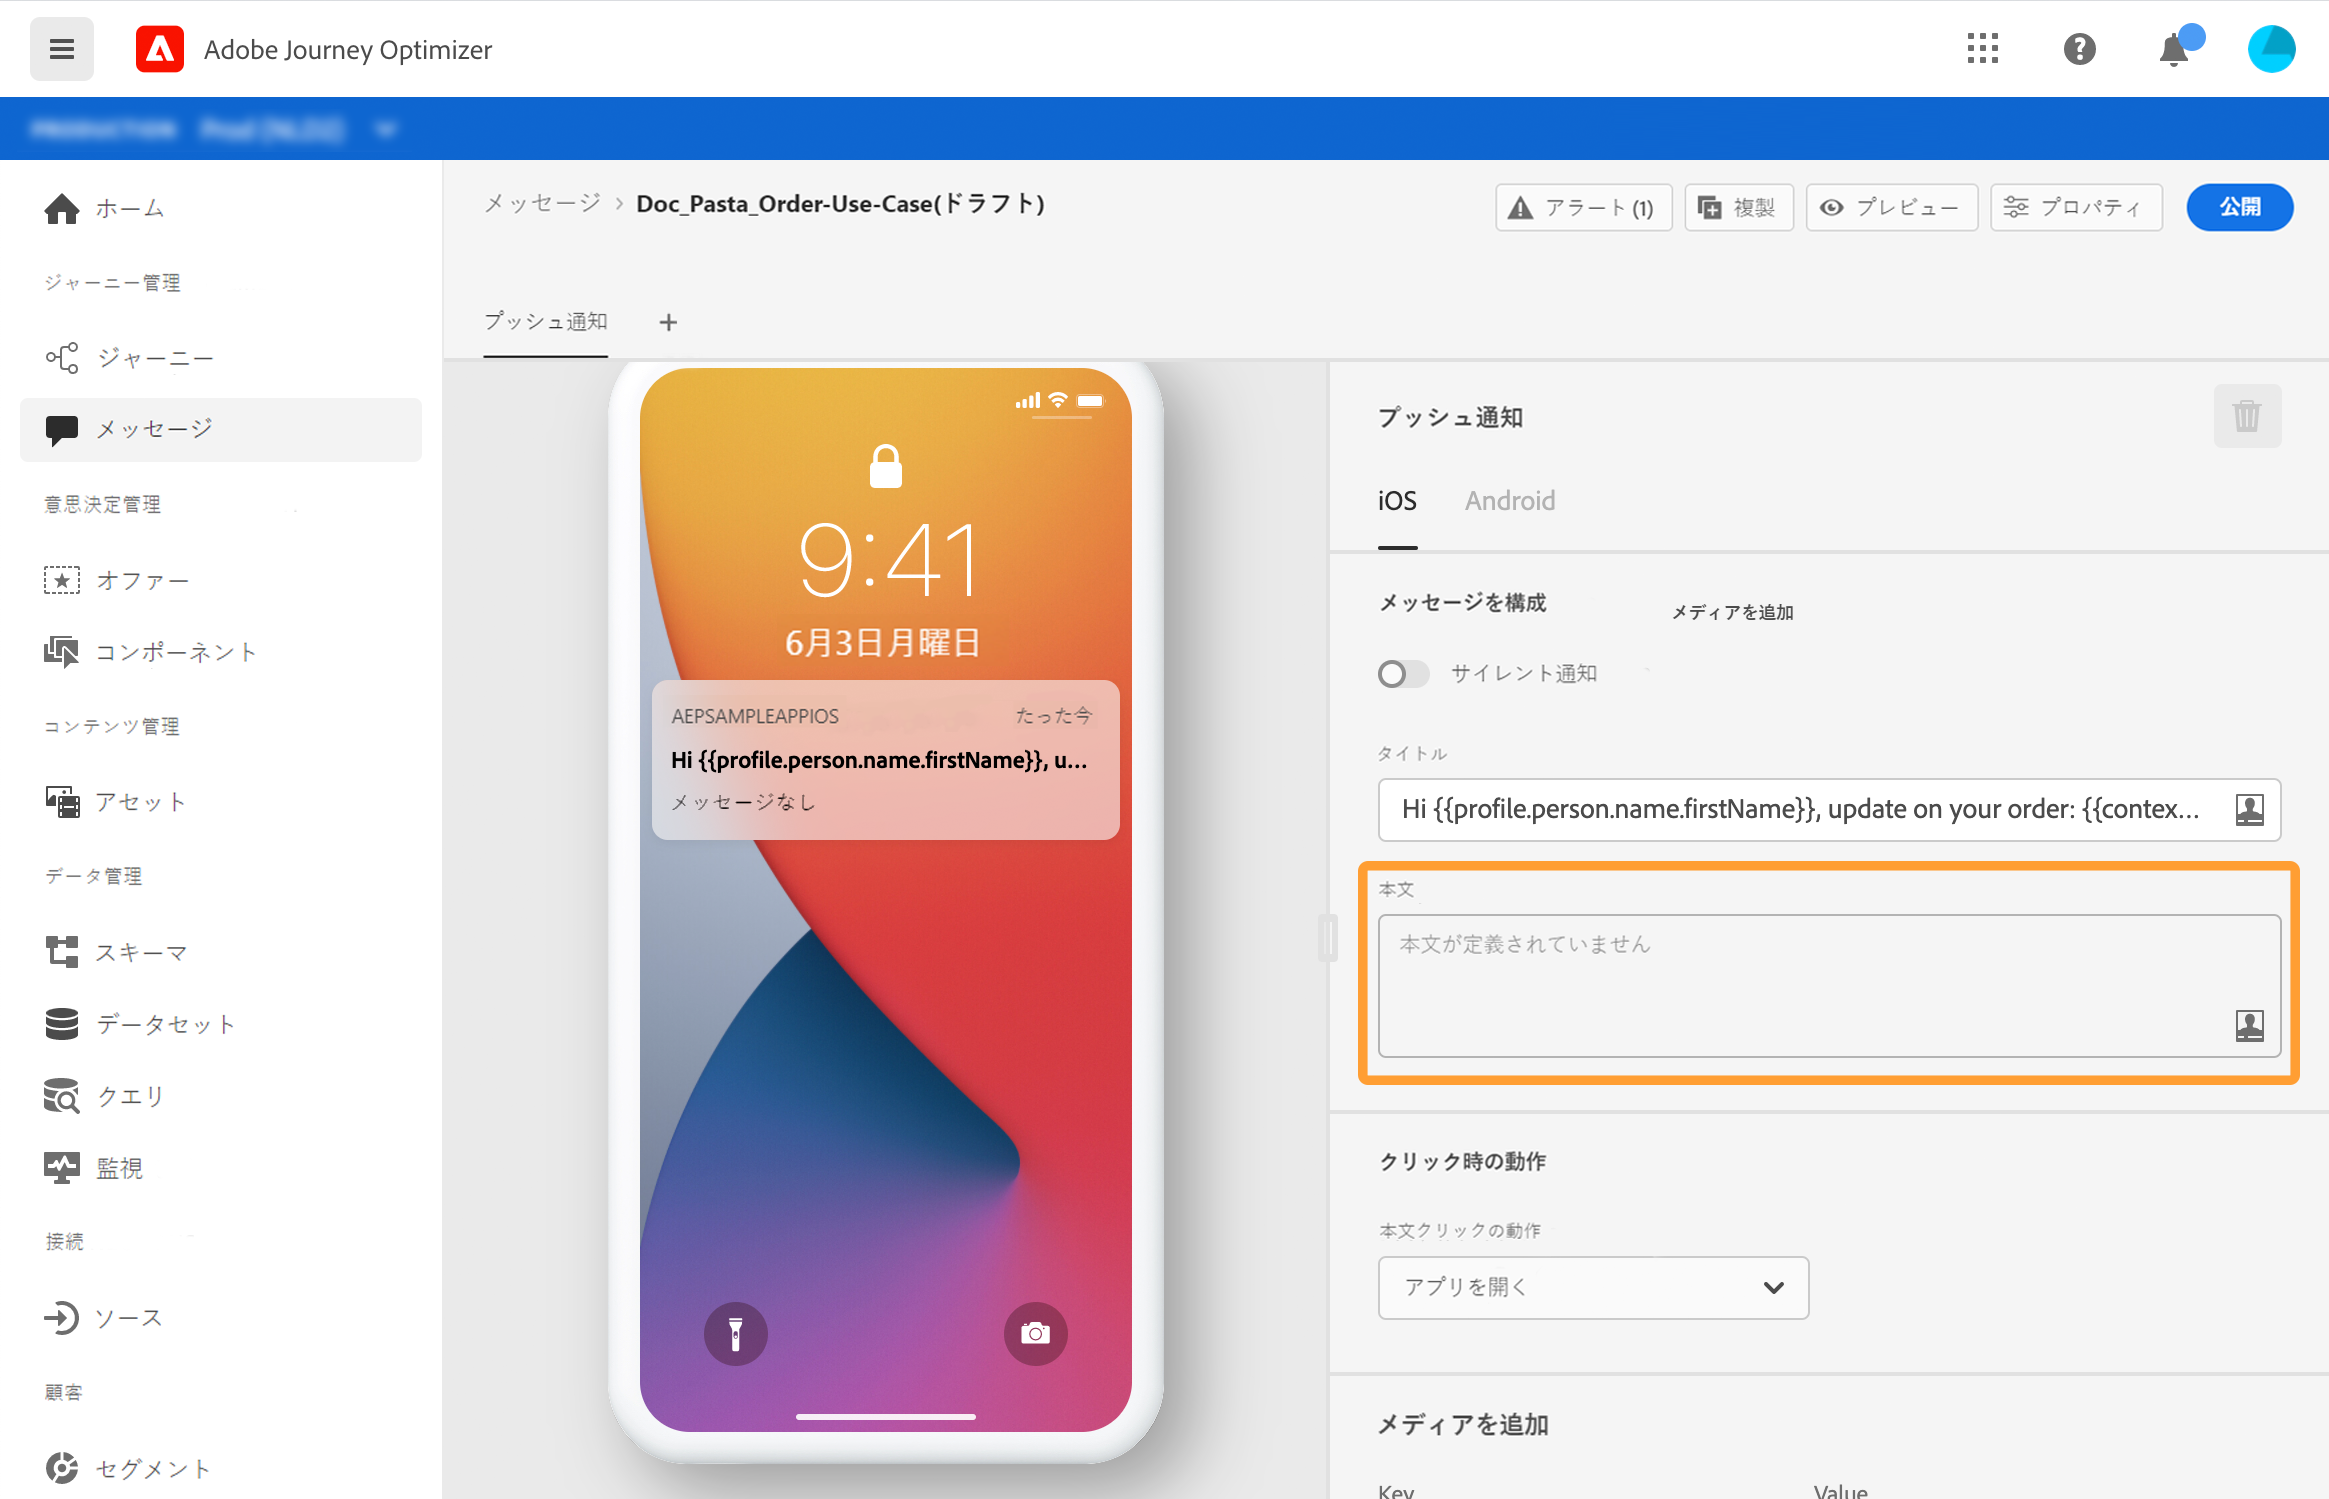 Adobe Journey Optimizer
ホーム
ジャーニー管理
ジャーニー
メッセージ
意思決定管理
オファー
コンポーネント
コンテンツ管理
アセット
データ管理
スキーマ
データセット
クエリ
監視
接続
ソース
顧客
セグメント
メッセージ › Doc_Pasta_Order-Use-Case(ドラフト)
アラート (1)
複製
プレビュー
プロパティ
公開
プッシュ通知 +
9:41
6月3日月曜日
AEPSAMPLEAPPIOS たった今
Hi {{profile.person.name.firstName}}, u...
メッセージなし
プッシュ通知
iOS Android
メッセージを構成 メディアを追加
サイレント通知
タイトル
Hi {{profile.person.name.firstName}}, update on your order: {{contex...
本文
本文が定義されていません
クリック時の動作
本文クリックの動作
アプリを開く
メディアを追加
Key Value